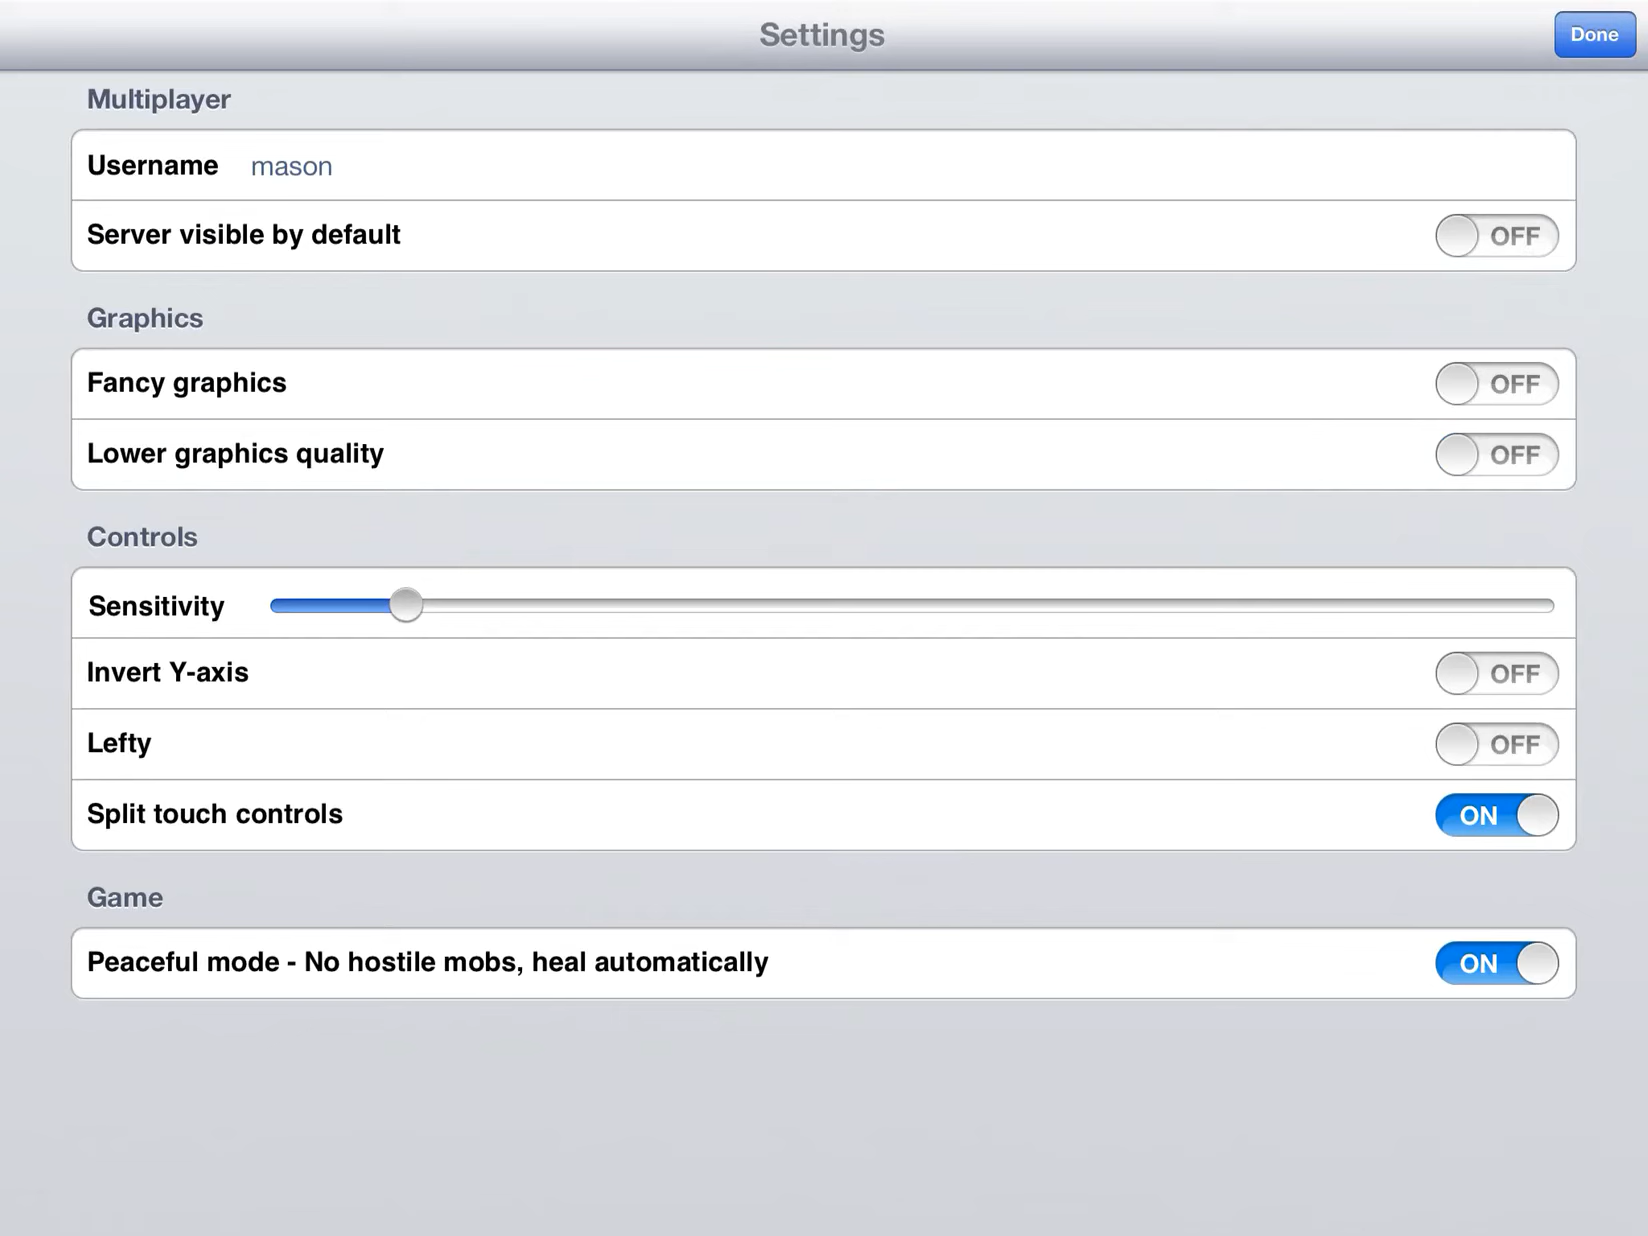 Settings
Done
Multiplayer
Username mason
Server visible by default OFF
Graphics
Fancy graphics OFF
Lower graphics quality OFF
Controls
Sensitivity
Invert Y-axis OFF
Lefty OFF
Split touch controls ON
Game
Peaceful mode - No hostile mobs, heal automatically ON